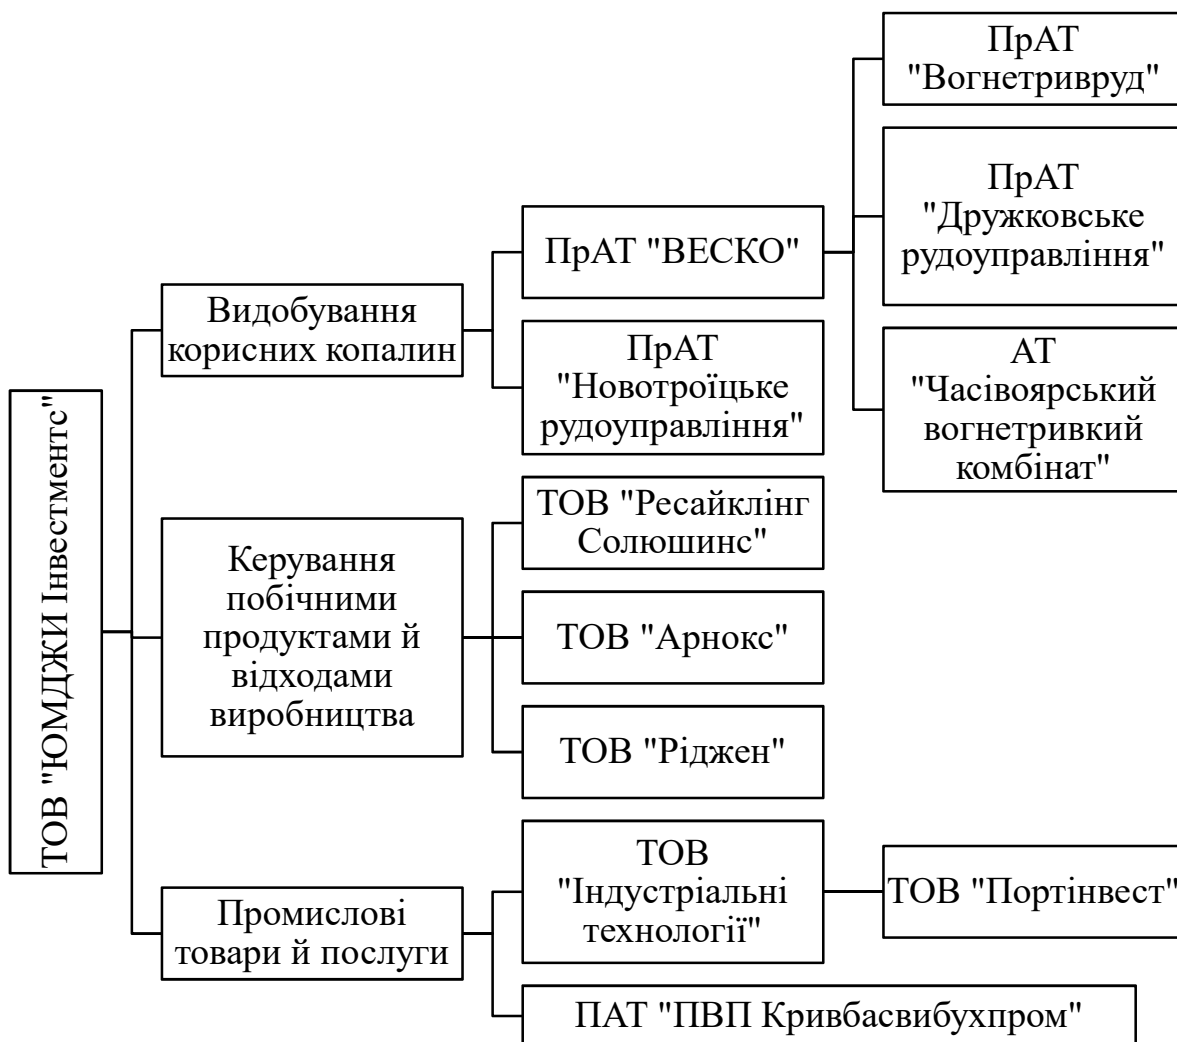 ТОВ "ЮМДЖИ Інвестментс"
Видобування
корисних копалин
ПрАТ "ВЕСКО"
ПрАТ
"Вогнетривруд"
ПрАТ
"Дружковське
рудоуправління"
АТ
"Часівоярський
вогнетривкий
комбінат"
ПрАТ
"Новотроїцьке
рудоуправління"
Керування
побічними
продуктами й
відходами
виробництва
ТОВ "Ресайклінг
Солюшинс"
ТОВ "Арнокс"
ТОВ "Ріджен"
Промислові
товари й послуги
ТОВ
"Індустріальні
технології"
ТОВ "Портінвест"
ПАТ "ПВП Кривбасвибухпром"